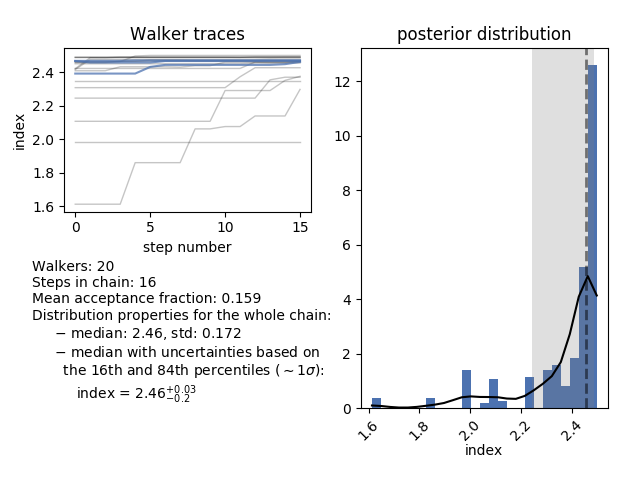 Walker traces
2.4
2.2
2.0
1.8
1.6
index
0
5
10
15
step number
Walkers: 20
Steps in chain: 16
Mean acceptance fraction: 0.159
Distribution properties for the whole chain:
− median: 2.46, std: 0.172
− median with uncertainties based on
the 16th and 84th percentiles (∼1σ):
index = 2.46$^{+0.03}_{-0.2}$
posterior distribution
12
10
8
6
4
2
0
1.6
1.8
2.0
2.2
2.4
index